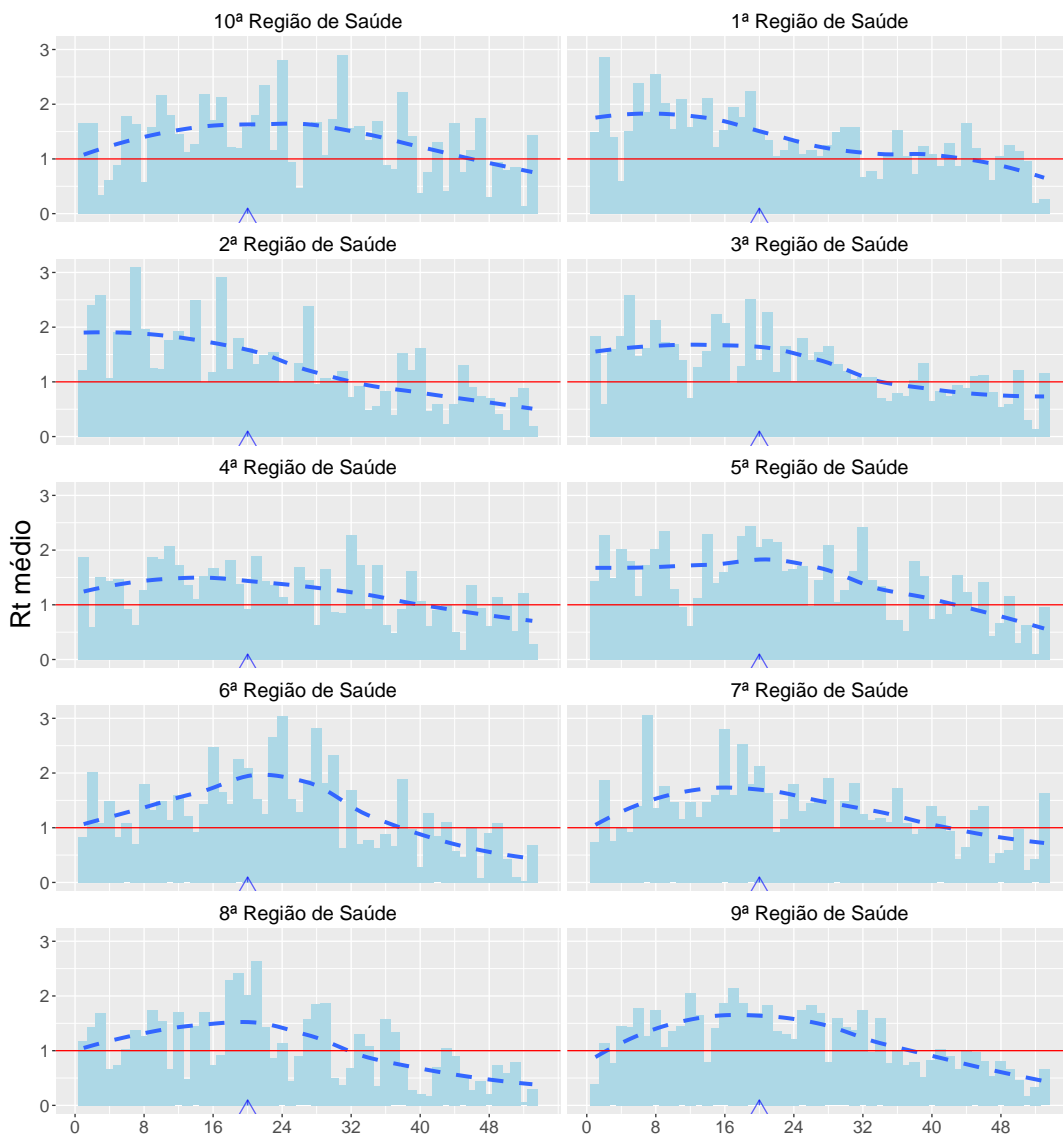 10ª Região de Saúde
1ª Região de Saúde
3
2
1
0
2ª Região de Saúde
3ª Região de Saúde
3
2
1
0
4ª Região de Saúde
5ª Região de Saúde
3
2
1
0
Rt médio
6ª Região de Saúde
7ª Região de Saúde
3
2
1
0
8ª Região de Saúde
9ª Região de Saúde
3
2
1
0
0 8 16 24 32 40 48
0 8 16 24 32 40 48